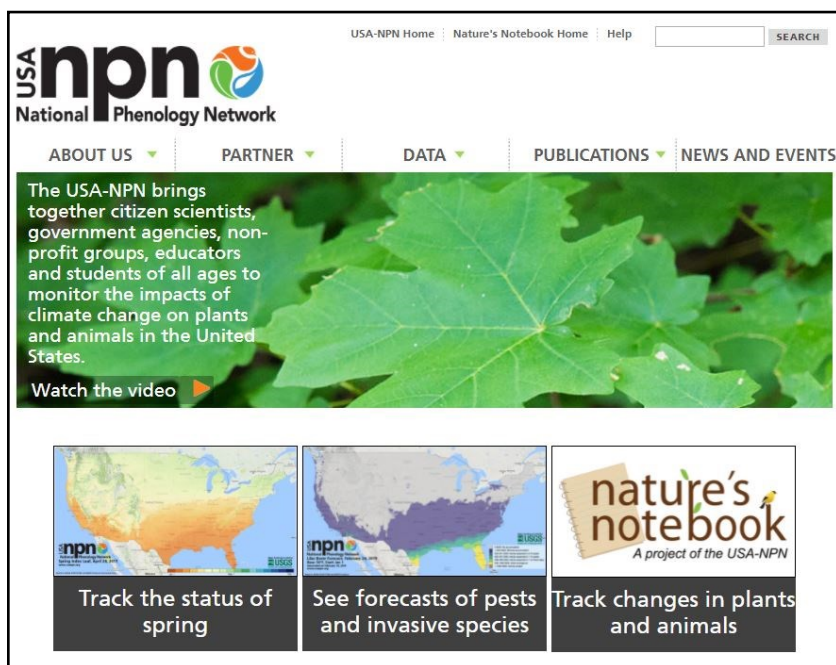 USA-NPN Home Nature's Notebook Home Help
SEARCH
USA npn
National Phenology Network
ABOUT US PARTNER DATA PUBLICATIONS NEWS AND EVENTS
The USA-NPN brings
together citizen scientists,
government agencies, non-
profit groups, educators
and students of all ages to
monitor the impacts of
climate change on plants
and animals in the United
States.
Watch the video
USA npn
USGS
Track the status of
spring
USA npn
USGS
See forecasts of pests
and invasive species
nature's
notebook
A project of the USA-NPN
Track changes in plants
and animals